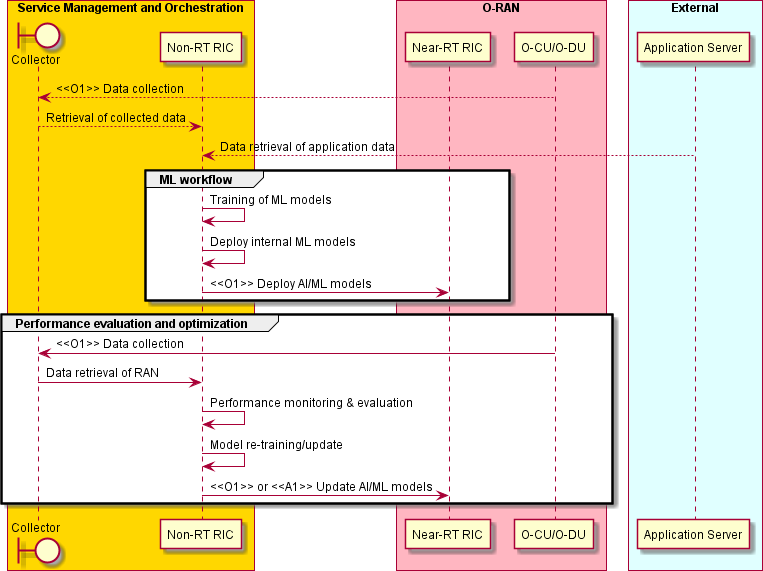 Service Management and Orchestration
O-RAN
External
Collector
Non-RT RIC
Near-RT RIC
O-CU/O-DU
Application Server
<<O1>> Data collection
Retrieval of collected data
Data retrieval of application data
ML workflow
Training of ML models
Deploy internal ML models
<<O1>> Deploy AI/ML models
Performance evaluation and optimization
<<O1>> Data collection
Data retrieval of RAN
Performance monitoring & evaluation
Model re-training/update
<<O1>> or <<A1>> Update AI/ML models
Collector
Non-RT RIC
Near-RT RIC
O-CU/O-DU
Application Server